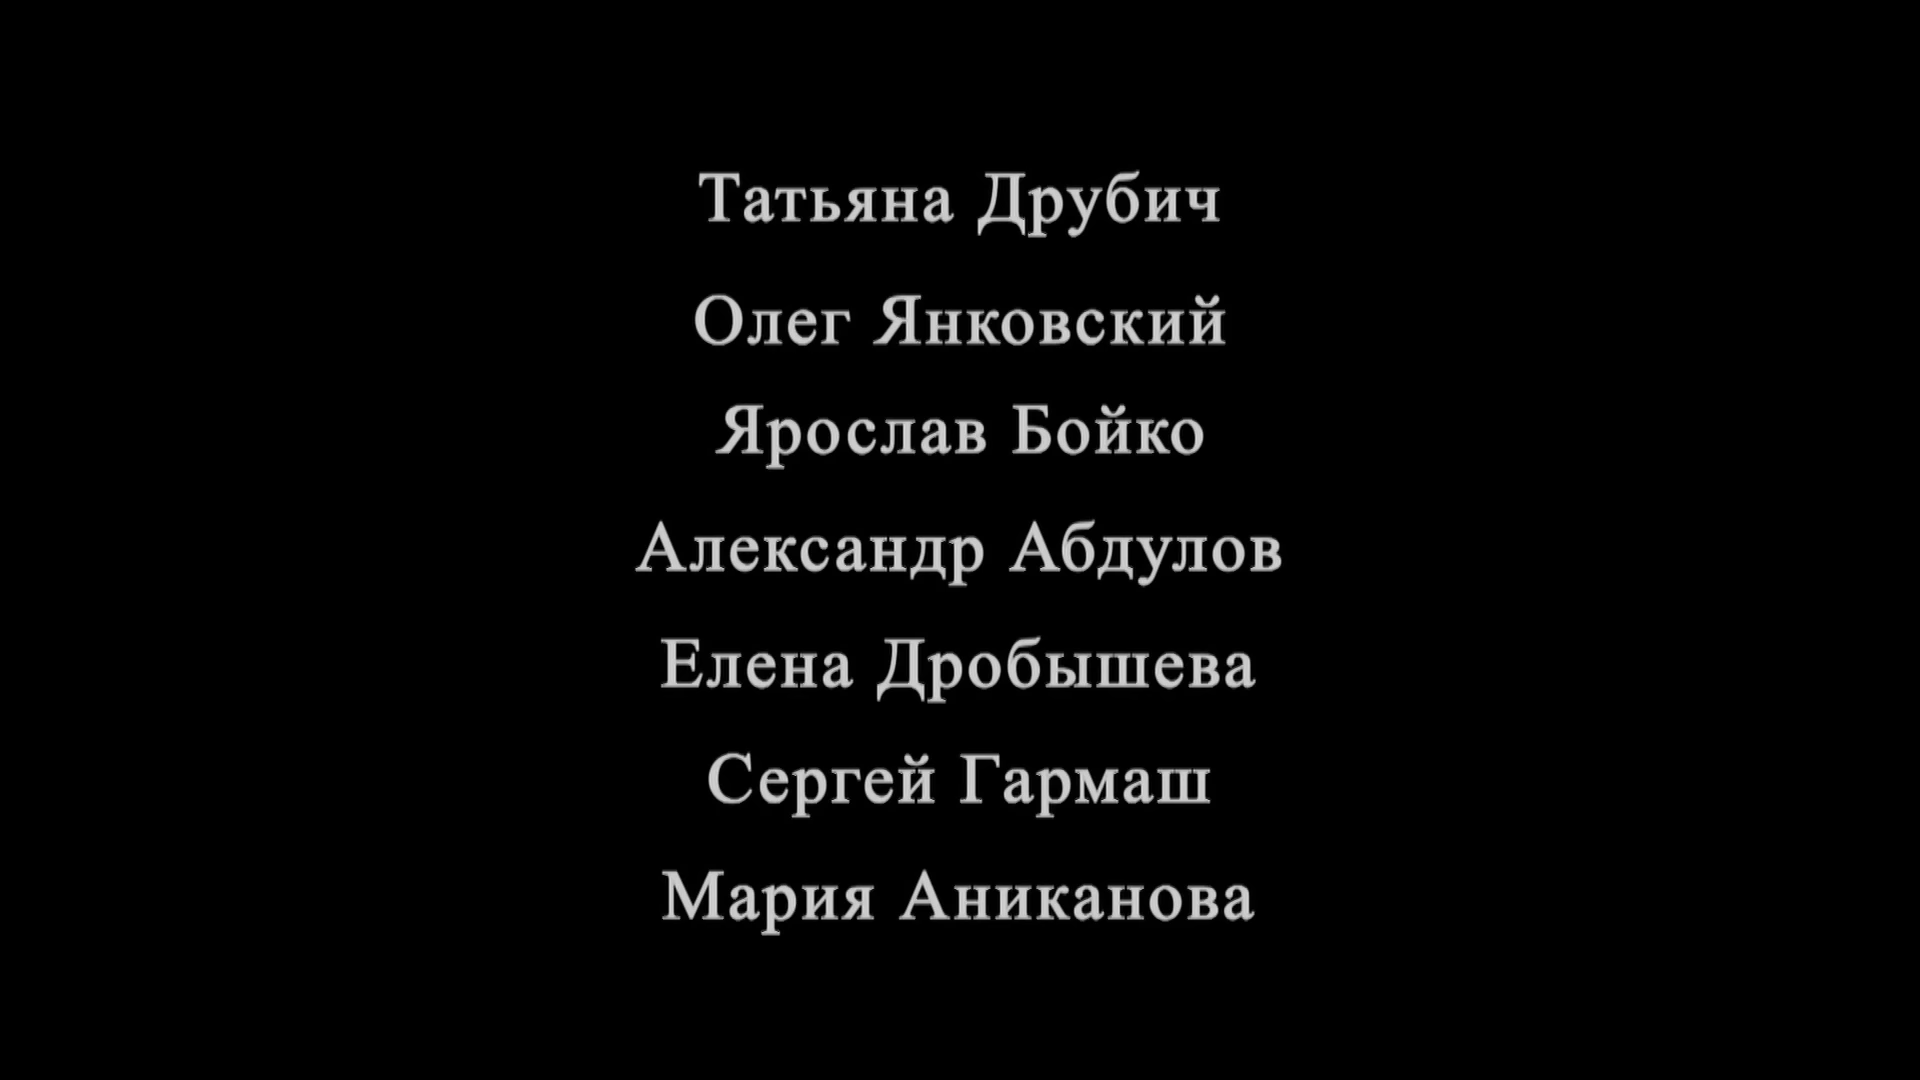 Татьяна Друбич
Олег Янковский
Ярослав Бойко
Александр Абдулов
Елена Дробышева
Сергей Гармаш
Мария Аниканова